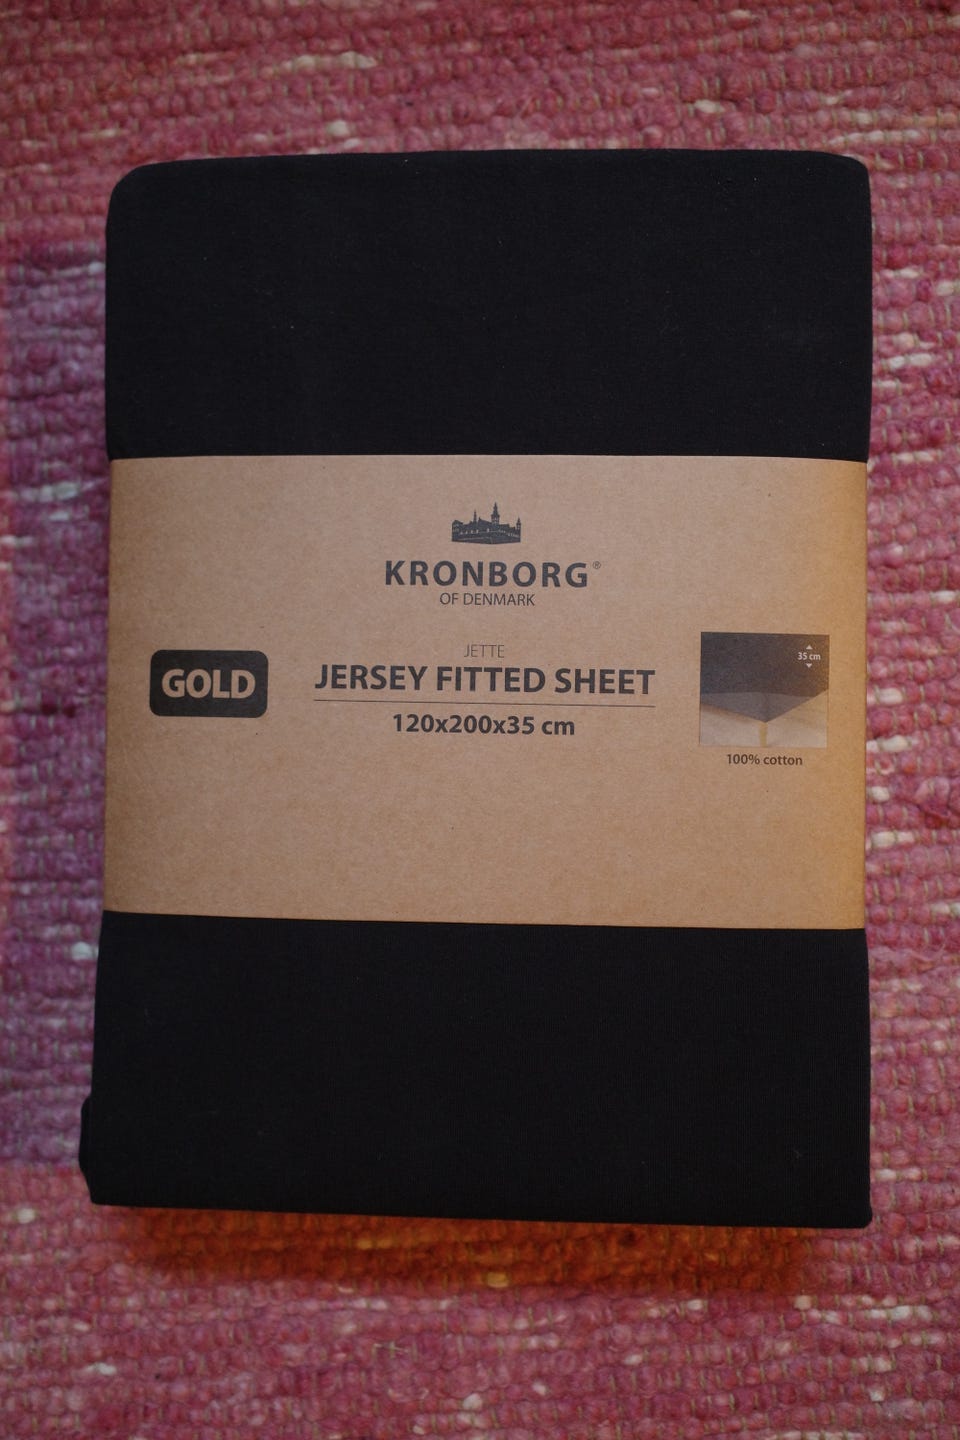 KRONBORG®
OF DENMARK
JETTE
GOLD
JERSEY FITTED SHEET
120x200x35 cm
35 cm
100% cotton